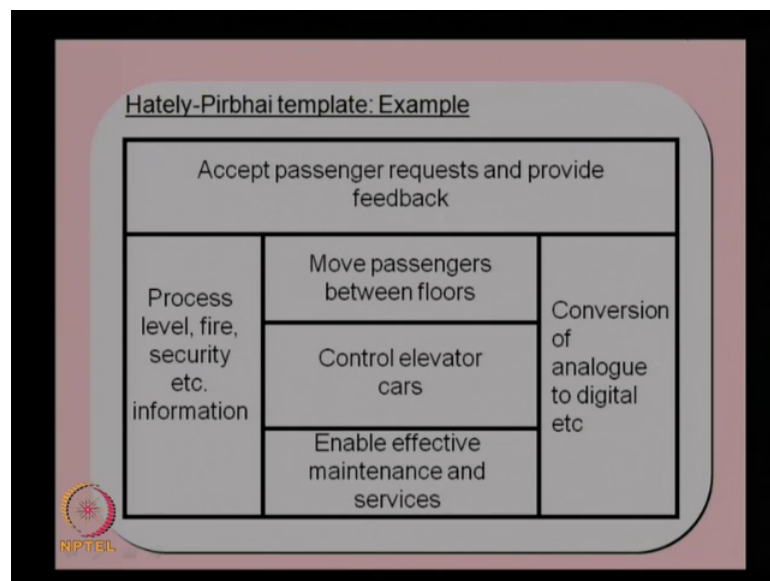 Hately-Pirbhai template: Example
Accept passenger requests and provide
feedback
Process
level, fire,
security
etc.
information
Move passengers
between floors
Control elevator
cars
Enable effective
maintenance and
services
Conversion
of
analogue
to digital
etc
NPTEL